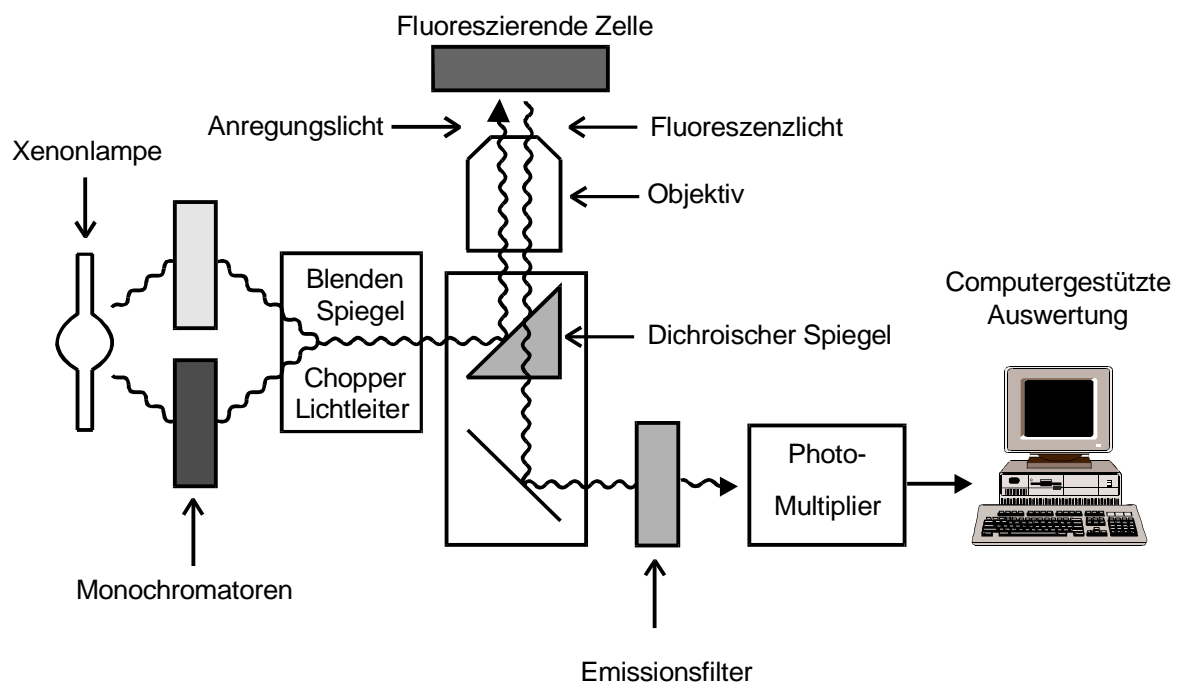 Fluoreszierende Zelle
Anregungslicht
Fluoreszenzlicht
Xenonlampe
Objektiv
Blenden
Spiegel
Chopper
Lichtleiter
Dichroischer Spiegel
Computergestützte
Auswertung
Photo-
Multiplier
Monochromatoren
Emissionsfilter